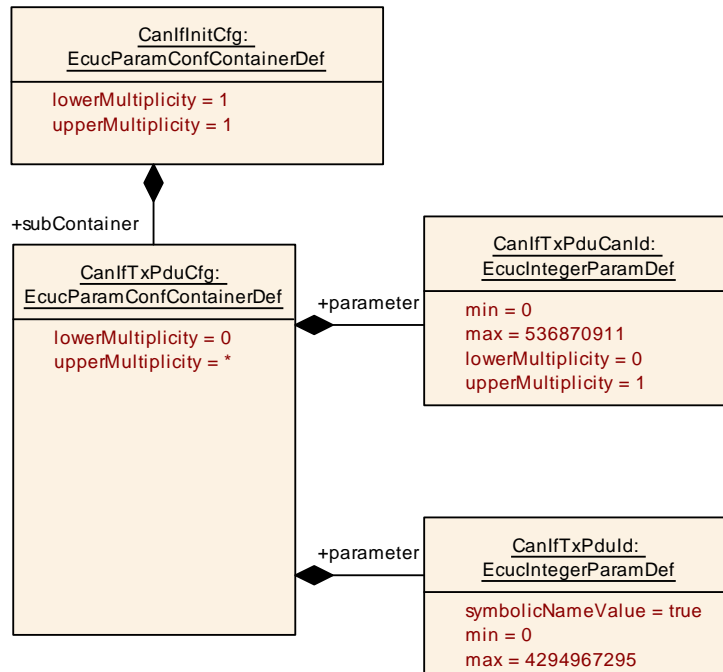 CanIfInitCfg:
EcucParamConfContainerDef
lowerMultiplicity = 1
upperMultiplicity = 1
+subContainer
CanIfTxPduCfg:
EcucParamConfContainerDef
lowerMultiplicity = 0
upperMultiplicity = *
+parameter
CanIfTxPduCanId:
EcucIntegerParamDef
min = 0
max = 536870911
lowerMultiplicity = 0
upperMultiplicity = 1
+parameter
CanIfTxPduId:
EcucIntegerParamDef
symbolicNameValue = true
min = 0
max = 4294967295